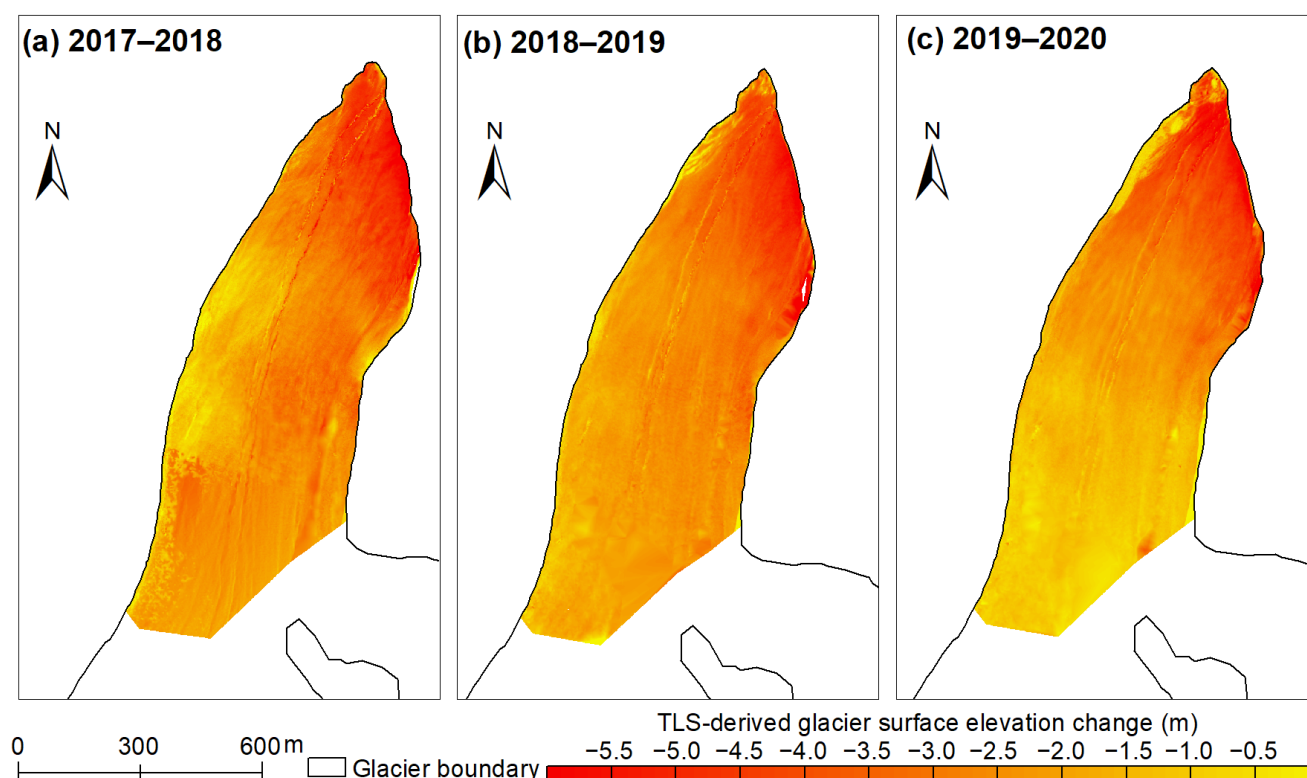 (a) 2017–2018
(b) 2018–2019
(c) 2019–2020
N
N
N
TLS-derived glacier surface elevation change (m)
0 300 600 m
Glacier boundary
−5.5 −5.0 −4.5 −4.0 −3.5 −3.0 −2.5 −2.0 −1.5 −1.0 −0.5